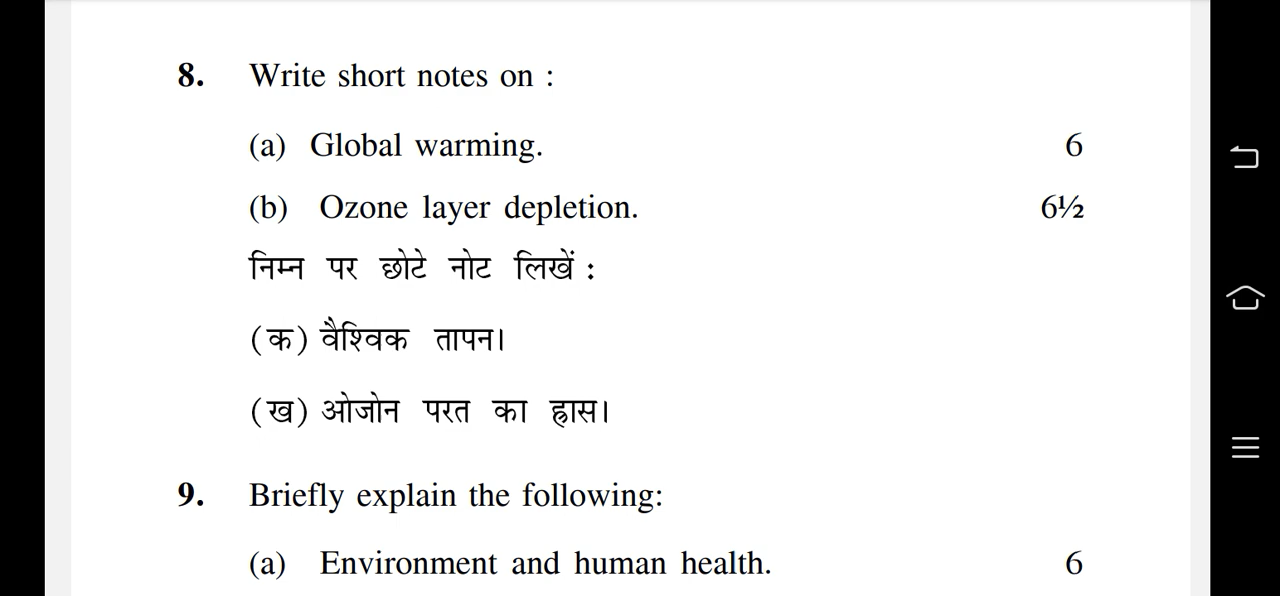 8. Write short notes on :
(a) Global warming. 6
(b) Ozone layer depletion. 6½
निम्न पर छोटे नोट लिखें :
(क) वैश्विक तापन।
(ख) ओजोन परत का ह्रास।
9. Briefly explain the following:
(a) Environment and human health. 6